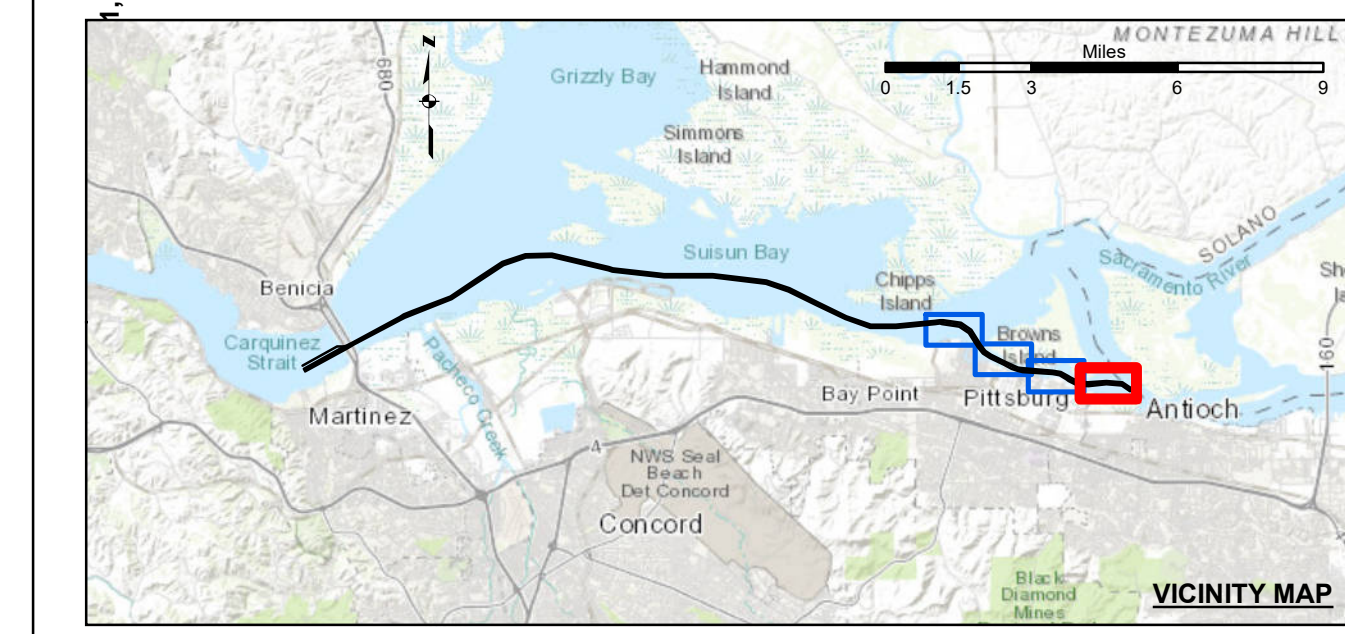 MONTEZUMA HILL
Miles
0 1.5 3 6 9
N
680
Grizzly Bay
Hammond
Island
Simmons
Island
SOLANO
Sacramento River
Suisun Bay
Chipps
Island
Benicia
Carquinez
Strait
Browns
Island
160
Pacheco Creek
Bay Point
Pittsburg
Antioch
Martinez
4
NWS Seal
Beach
Det Concord
Concord
Black
Diamond
Mines
VICINITY MAP